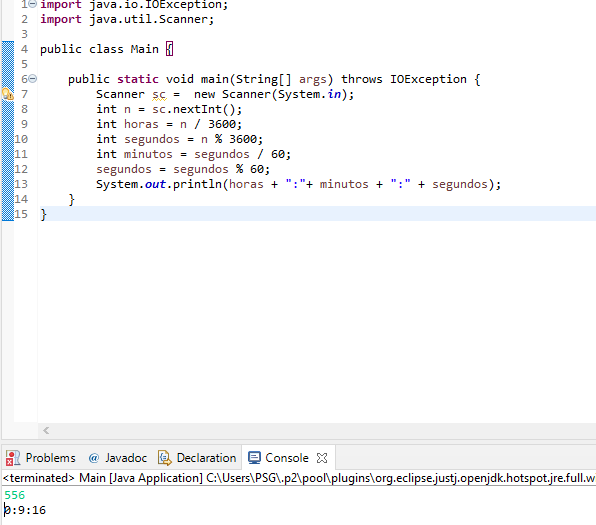 1 import java.io.IOException;
2 import java.util.Scanner;
3
4 public class Main {
5
6 public static void main(String[] args) throws IOException {
7 Scanner sc =  new Scanner(System.in);
8 int n = sc.nextInt();
9 int horas = n / 3600;
10 int segundos = n % 3600;
11 int minutos = segundos / 60;
12 segundos = segundos % 60;
13 System.out.println(horas + ":"+ minutos + ":" + segundos);
14 }
15 }
Problems @ Javadoc Declaration Console
<terminated> Main [Java Application] C:\Users\PSG\.p2\pool\plugins\org.eclipse.justj.openjdk.hotspot.jre.full.w
556
0:9:16